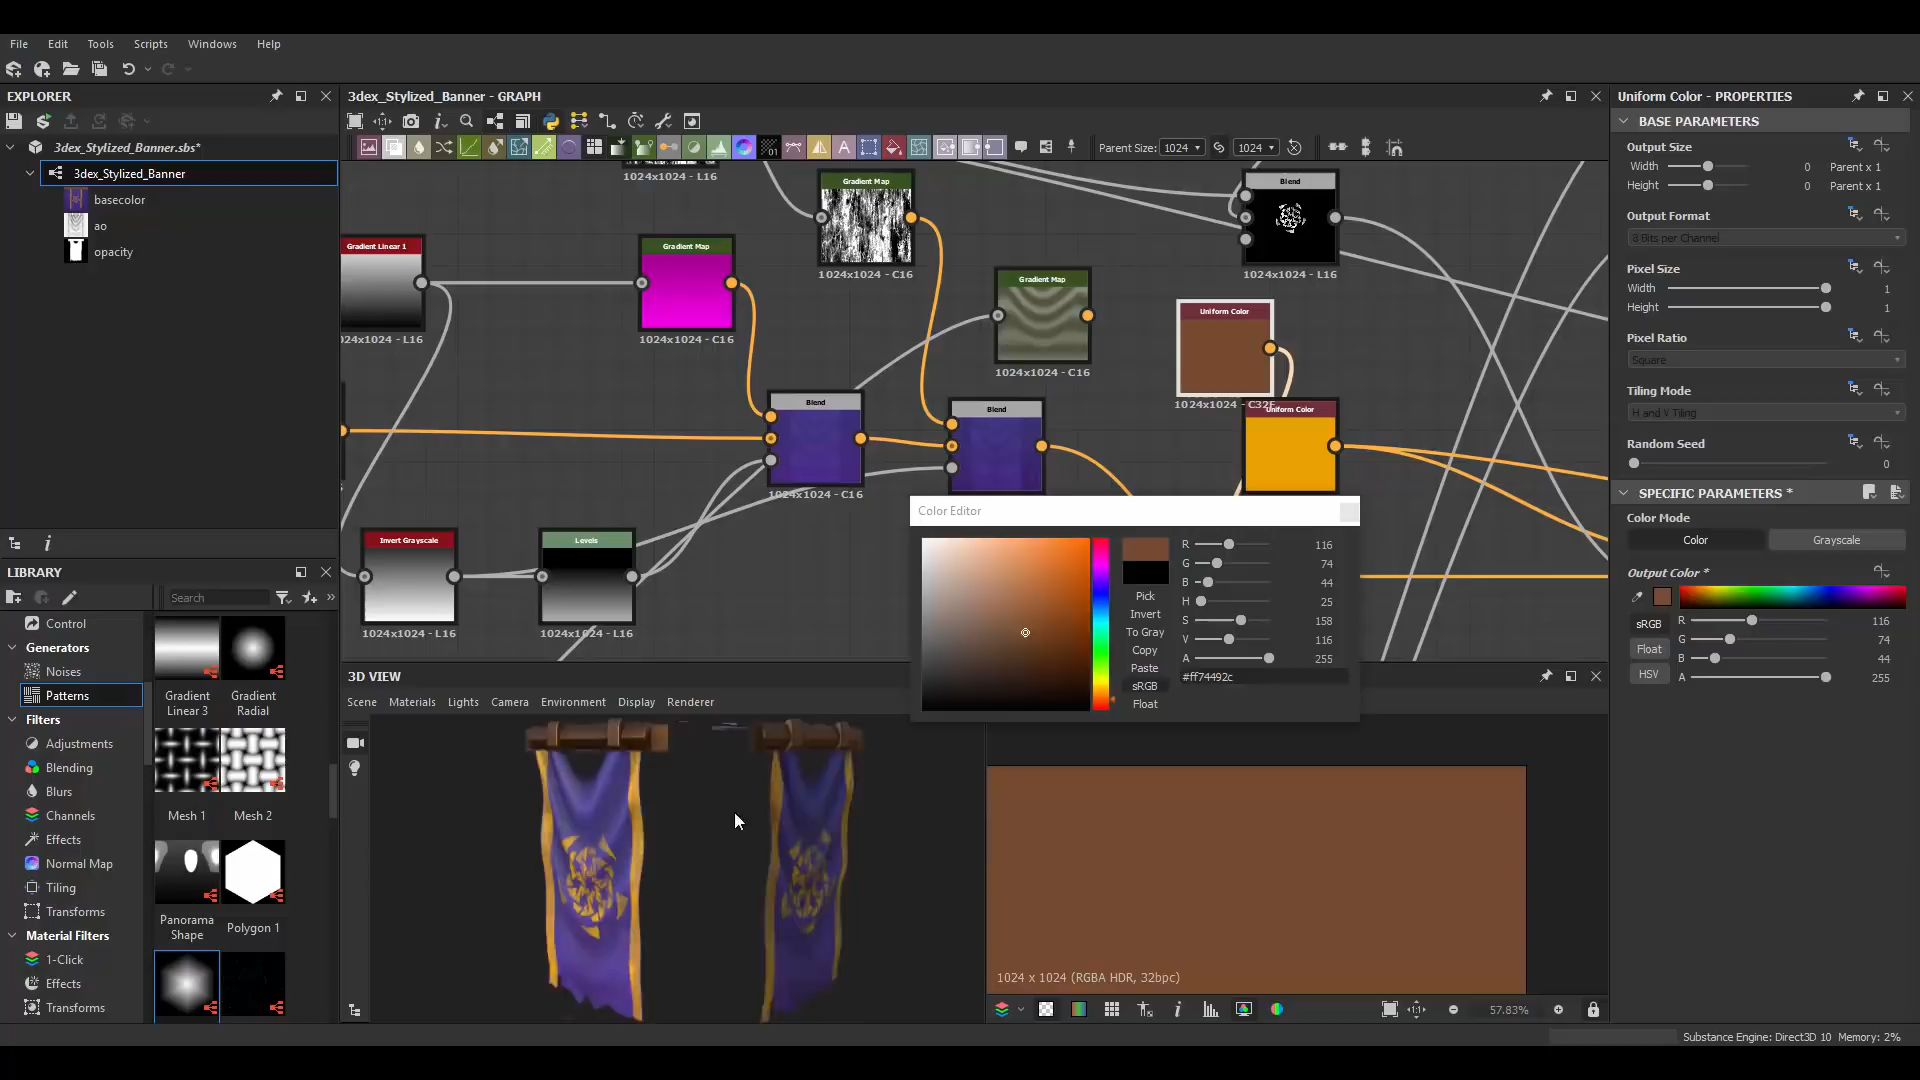 File Edit Tools Scripts Windows Help
EXPLORER
3dex_Stylized_Banner.sbs*
3dex_Stylized_Banner
basecolor
ao
opacity
LIBRARY
Search
Control
Generators
Noises
Patterns
Filters
Adjustments
Blending
Blurs
Channels
Effects
Normal Map
Tiling
Transforms
Material Filters
1-Click
Effects
Transforms
Gradient Linear 3
Gradient Radial
Mesh 1
Mesh 2
Panorama Shape
Polygon 1
3dex_Stylized_Banner - GRAPH
Parent Size: 1024 1024
1024x1024 - L16
Gradient Map
1024x1024 - C16
Blend
1024x1024 - L16
Gradient Linear 1
1024x1024 - L16
Gradient Map
1024x1024 - C16
Gradient Map
1024x1024 - C16
Uniform Color
1024x1024 - C32F
Blend
1024x1024 - C16
Blend
Uniform Color
Invert Grayscale
1024x1024 - L16
Levels
1024x1024 - L16
Color Editor
R 116
G 74
B 44
H 25
S 158
V 116
A 255
#ff74492c
Pick
Invert
To Gray
Copy
Paste
sRGB
Float
3D VIEW
Scene Materials Lights Camera Environment Display Renderer
1024 x 1024 (RGBA HDR, 32bpc)
57.83%
Uniform Color - PROPERTIES
BASE PARAMETERS
Output Size
Width 0 Parent x 1
Height 0 Parent x 1
Output Format
8 Bits per Channel
Pixel Size
Width 1
Height 1
Pixel Ratio
Square
Tiling Mode
H and V Tiling
Random Seed
0
SPECIFIC PARAMETERS *
Color Mode
Color Grayscale
Output Color *
sRGB
Float
HSV
R 116
G 74
B 44
A 255
Substance Engine: Direct3D 10 Memory: 2%